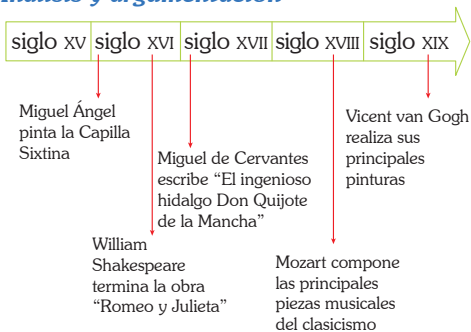 Análisis y argumentación
siglo XV
siglo XVI
siglo XVII
siglo XVIII
siglo XIX
Miguel Ángel
pinta la Capilla
Sixtina
William
Shakespeare
termina la obra
“Romeo y Julieta”
Miguel de Cervantes
escribe “El ingenioso
hidalgo Don Quijote
de la Mancha”
Mozart compone
las principales
piezas musicales
del clasicismo
Vicent van Gogh
realiza sus
principales
pinturas